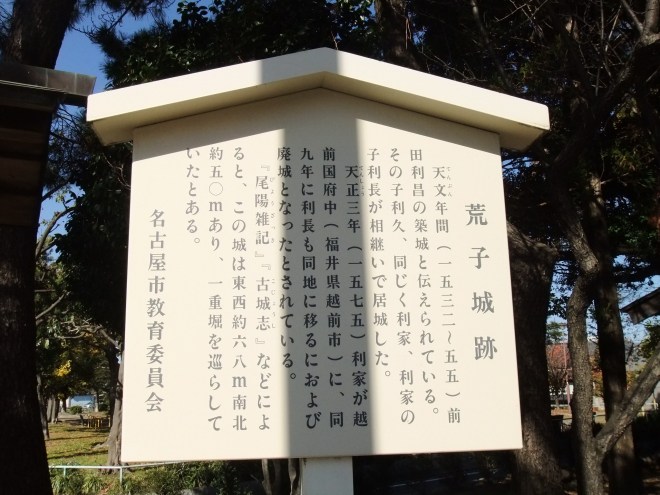 荒子城跡
天文年間（一五三二～五五）前
田利昌の築城と伝えられている。
その子利久、同じく利家、利家の
子利長が相継いで居城した。
天正三年（一五七五）利家が越
前国府中（福井県越前市）に、同
九年に利長も同地に移るにおよび
廃城となったとされている。
『尾陽雑記』『古城志』などによ
ると、この城は東西約六八m南北
約五〇mあり、一重堀を巡らして
いたとある。
名古屋市教育委員会